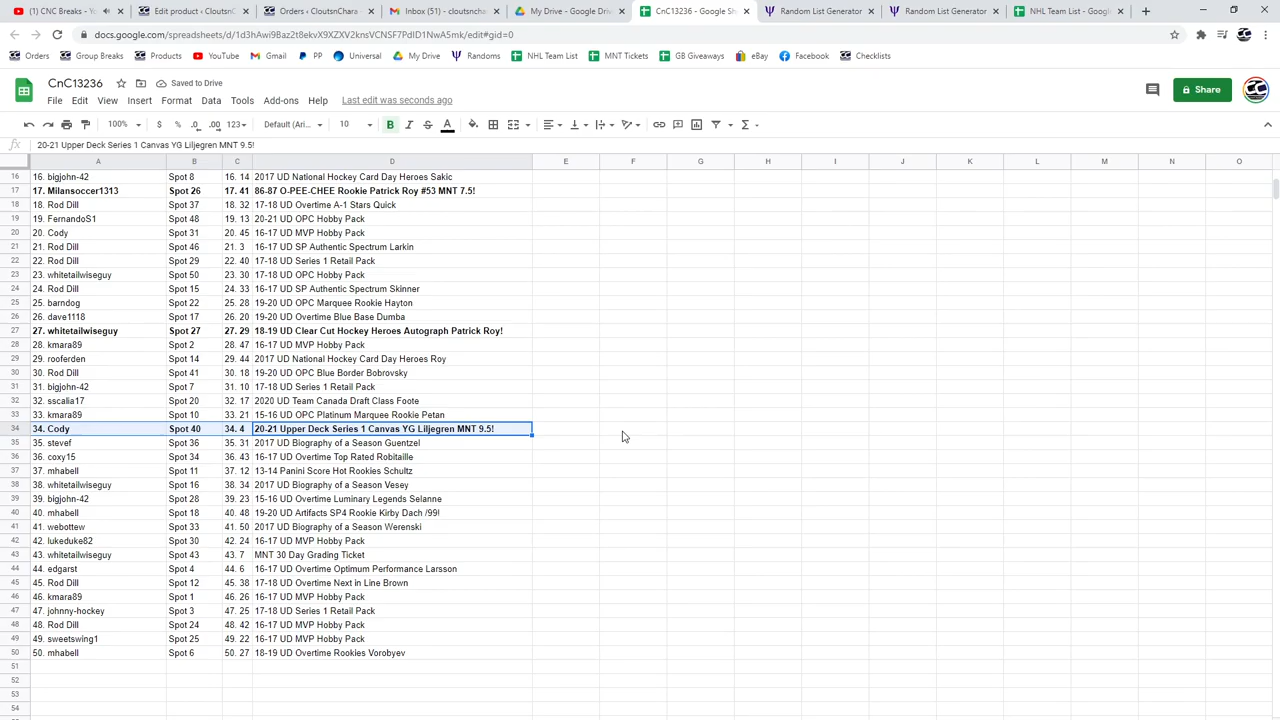 (1) CNC Breaks - Yo
Edit product < CloutsnC
Orders < CloutsnChara - G
Inbox (51) - cloutsnchar
My Drive - Google Drive
CnC13236 - Google She
Random List Generator
Random List Generator
NHL Team List - Google
docs.google.com/spreadsheets/d/
Orders
Group Breaks
Products
YouTube
Gmail
PP
Universal
My Drive
Randoms
NHL Team List
MNT Tickets
GB Giveaways
eBay
Facebook
Checklists
CnC13236
Saved to Drive
File Edit View Insert Format Data Tools Add-ons Help Last edit was seconds ago
Share
100% $ % .0 .00 123 Default (Ari... 10 B I S A
fx 20-21 Upper Deck Series 1 Canvas YG Liljegren MNT 9.5!
A B C D E F G H I J K L M N O
16 16. bigjohn-42 Spot 8 16. 14 2017 UD National Hockey Card Day Heroes Sakic
17 17. Milansoccer1313 Spot 26 17. 41 86-87 O-PEE-CHEE Rookie Patrick Roy #53 MNT 7.5!
18 18. Rod Dill Spot 37 18. 32 17-18 UD Overtime A-1 Stars Quick
19 19. FernandoS1 Spot 48 19. 13 20-21 UD OPC Hobby Pack
20 20. Cody Spot 31 20. 45 16-17 UD MVP Hobby Pack
21 21. Rod Dill Spot 46 21. 3 16-17 UD SP Authentic Spectrum Larkin
22 22. Rod Dill Spot 29 22. 40 17-18 UD Series 1 Retail Pack
23 23. whitetailwiseguy Spot 50 23. 30 17-18 UD OPC Hobby Pack
24 24. Rod Dill Spot 15 24. 33 16-17 UD SP Authentic Spectrum Skinner
25 25. barndog Spot 22 25. 28 19-20 UD OPC Marquee Rookie Hayton
26 26. dave1118 Spot 17 26. 20 19-20 UD Overtime Blue Base Dumba
27 27. whitetailwiseguy Spot 27 27. 29 18-19 UD Clear Cut Hockey Heroes Autograph Patrick Roy!
28 28. kmara89 Spot 2 28. 47 16-17 UD MVP Hobby Pack
29 29. rooferden Spot 14 29. 44 2017 UD National Hockey Card Day Heroes Roy
30 30. Rod Dill Spot 41 30. 18 19-20 UD OPC Blue Border Bobrovsky
31 31. bigjohn-42 Spot 7 31. 10 17-18 UD Series 1 Retail Pack
32 32. sscalia17 Spot 20 32. 17 2020 UD Team Canada Draft Class Foote
33 33. kmara89 Spot 10 33. 21 15-16 UD OPC Platinum Marquee Rookie Petan
34 34. Cody Spot 40 34. 4 20-21 Upper Deck Series 1 Canvas YG Liljegren MNT 9.5!
35 35. stevef Spot 36 35. 31 2017 UD Biography of a Season Guentzel
36 36. coxy15 Spot 34 36. 43 16-17 UD Overtime Top Rated Robitaille
37 37. mhabell Spot 11 37. 12 13-14 Panini Score Hot Rookies Schultz
38 38. whitetailwiseguy Spot 16 38. 34 2017 UD Biography of a Season Vesey
39 39. bigjohn-42 Spot 28 39. 23 15-16 UD Overtime Luminary Legends Selanne
40 40. mhabell Spot 18 40. 48 19-20 UD Artifacts SP4 Rookie Kirby Dach /99!
41 41. webottew Spot 33 41. 50 2017 UD Biography of a Season Werenski
42 42. lukeduke82 Spot 30 42. 24 16-17 UD MVP Hobby Pack
43 43. whitetailwiseguy Spot 43 43. 7 MNT 30 Day Grading Ticket
44 44. edgarst Spot 4 44. 6 16-17 UD Overtime Optimum Performance Larsson
45 45. Rod Dill Spot 12 45. 38 17-18 UD Overtime Next in Line Brown
46 46. kmara89 Spot 1 46. 26 16-17 UD MVP Hobby Pack
47 47. johnny-hockey Spot 3 47. 25 17-18 UD Series 1 Retail Pack
48 48. Rod Dill Spot 24 48. 42 16-17 UD MVP Hobby Pack
49 49. sweetswing1 Spot 25 49. 22 16-17 UD MVP Hobby Pack
50 50. mhabell Spot 6 50. 27 18-19 UD Overtime Rookies Vorobyev
51
52
53
54